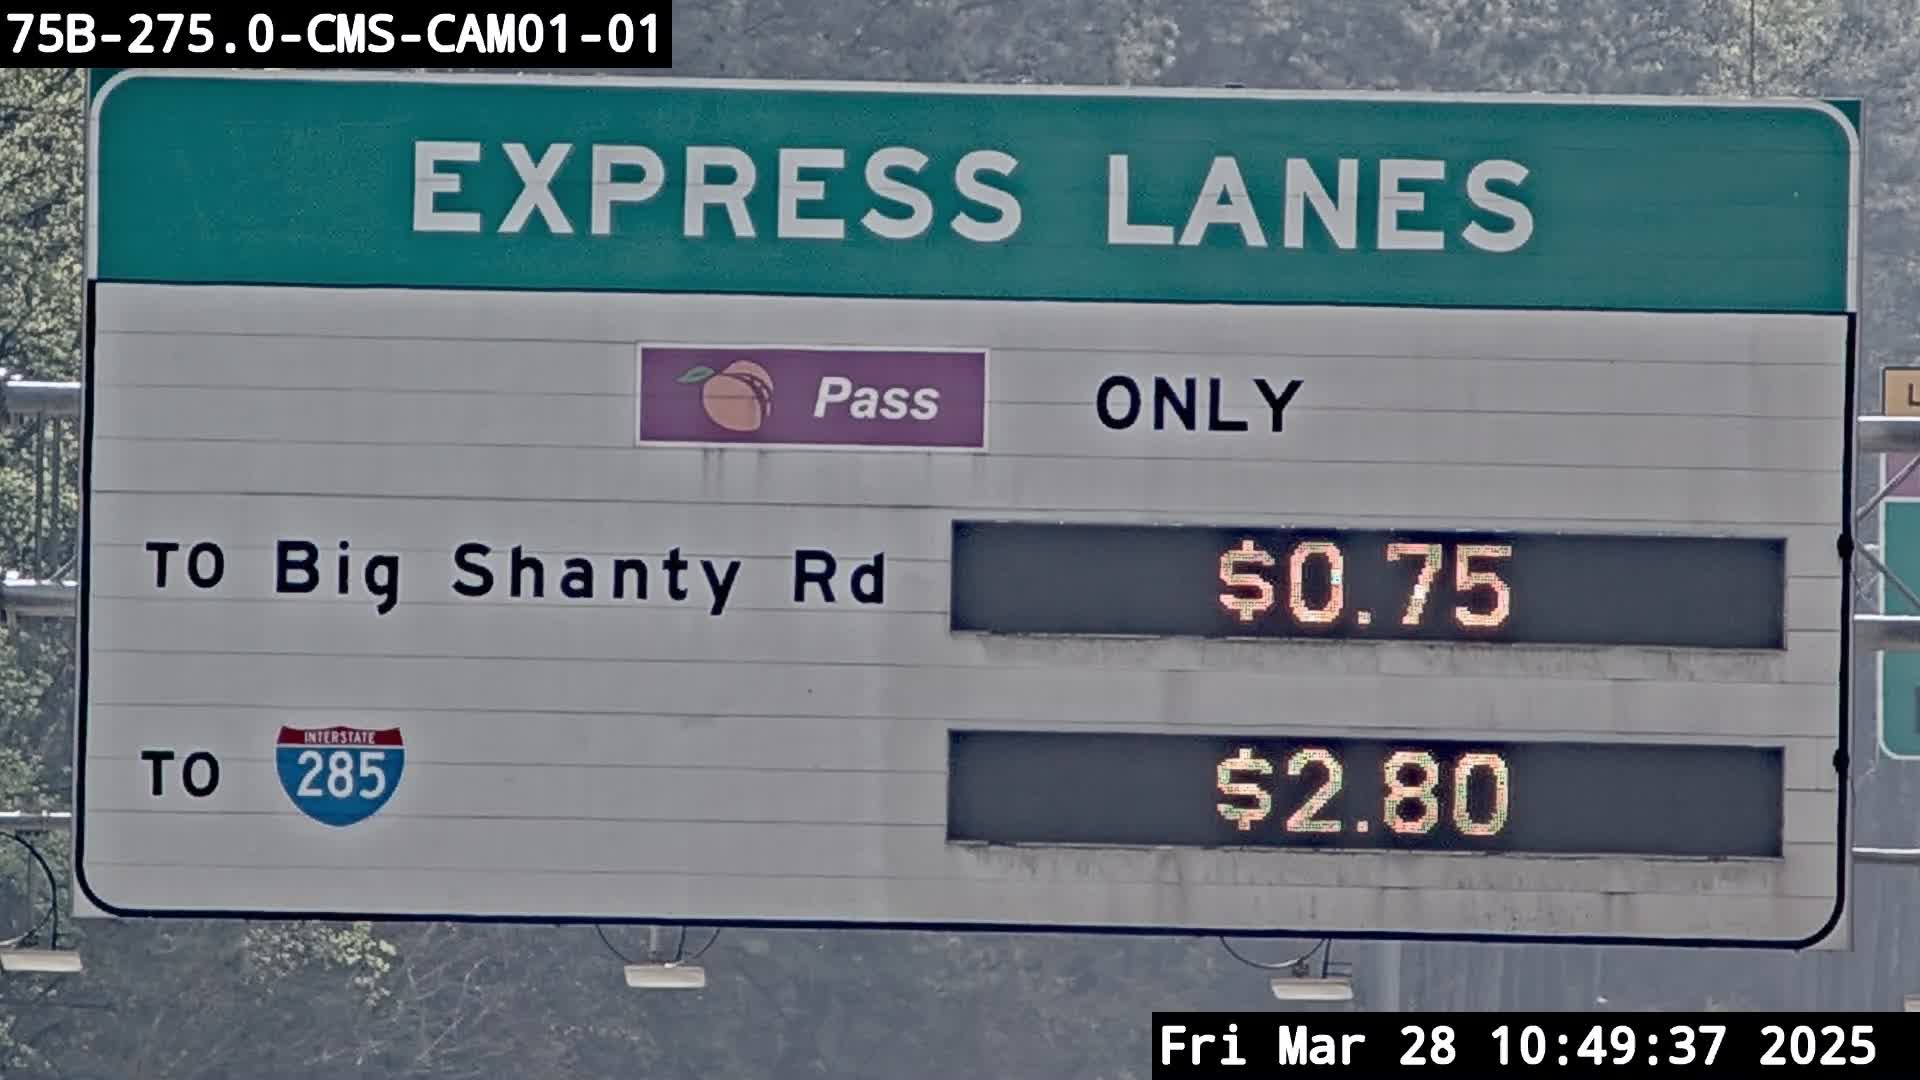 75B-275.0-CMS-CAM01-01
EXPRESS LANES
Pass ONLY
TO Big Shanty Rd $0.75
TO INTERSTATE 285 $2.80
Fri Mar 28 10:49:37 2025